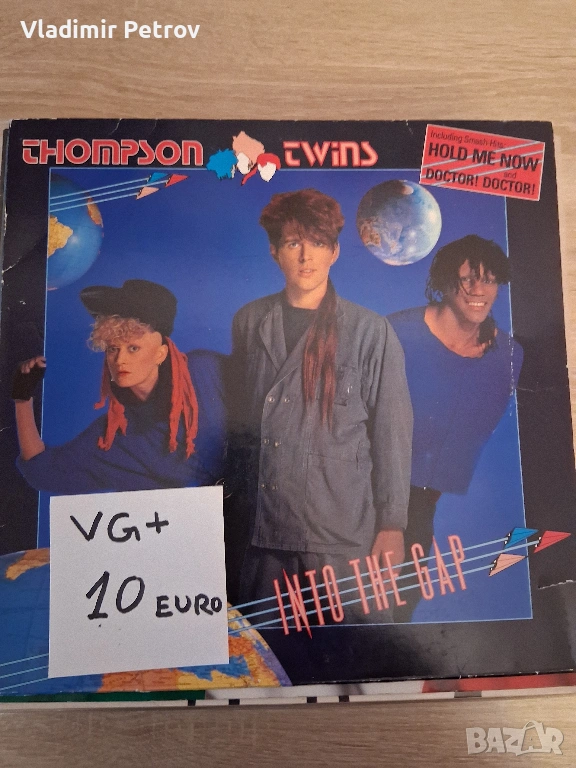 Vladimir Petrov
THOMPSON TWINS
Including Smash Hits:
HOLD ME NOW
and
DOCTOR! DOCTOR!
VG+
10 EURO
INTO THE GAP
BAZAR